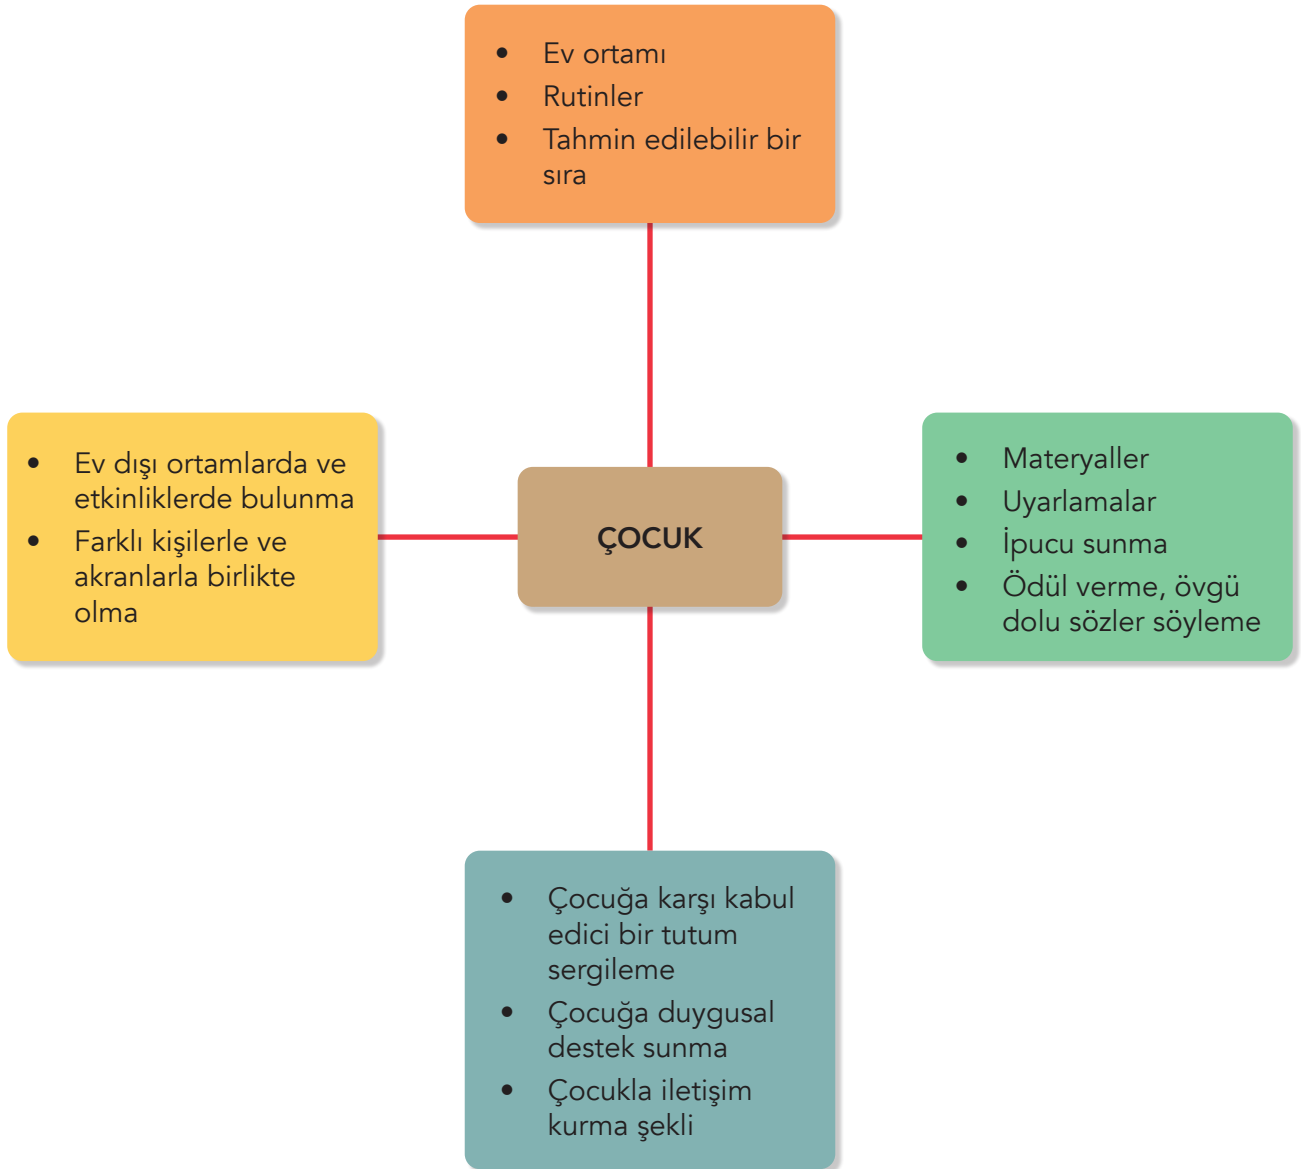 • Ev ortamı
• Rutinler
• Tahmin edilebilir bir
sıra
• Ev dışı ortamlarda ve
etkinliklerde bulunma
• Farklı kişilerle ve
akranlarla birlikte
olma
ÇOCUK
• Materyaller
• Uyarlamalar
• İpucu sunma
• Ödül verme, övgü
dolu sözler söyleme
• Çocuğa karşı kabul
edici bir tutum
sergileme
• Çocuğa duygusal
destek sunma
• Çocukla iletişim
kurma şekli